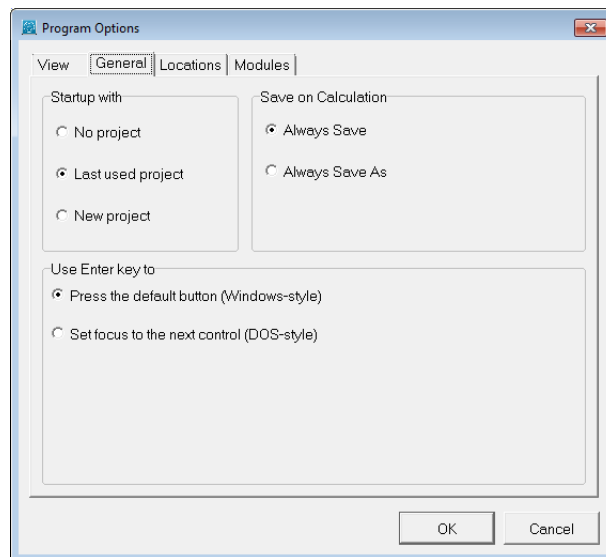 Program Options
View General Locations Modules
Startup with
No project
Last used project
New project
Save on Calculation
Always Save
Always Save As
Use Enter key to
Press the default button (Windows-style)
Set focus to the next control (DOS-style)
OK Cancel